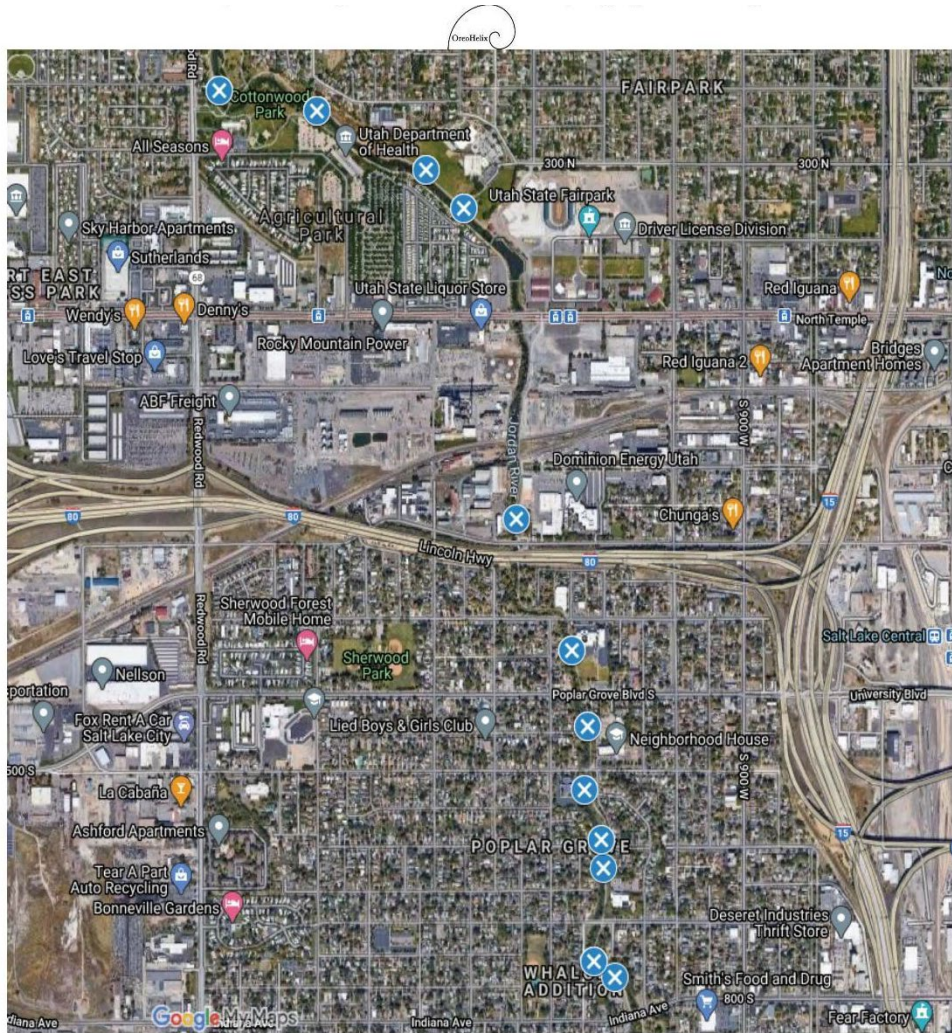 OreoHelix
od Rd
FAIRPARK
Cottonwood
Park
All Seasons
Utah Department
of Health
300 N
300 N
Utah State Fairpark
Agricultural
Park
Sky Harbor Apartments
Driver License Division
Sutherlands
RT EAST
SS PARK
68
No
Utah State Liquor Store
Red Iguana
Wendy's
Denny's
North Temple
Rocky Mountain Power
Love's Travel Stop
Red Iguana 2
Bridges
Apartment Homes
ABF Freight
S 900 W
Redwood Rd
Jordan River
Dominion Energy Utah
15
Chunga's
80
80
Lincoln Hwy
80
Redwood Rd
Sherwood Forest
Mobile Home
Salt Lake Central
Sherwood
Park
Nellson
sportation
Poplar Grove Blvd S
University Blvd
Fox Rent A Car
Salt Lake City
Lied Boys & Girls Club
Neighborhood House
500 S
S 900 W
La Cabaña
Ashford Apartments
15
POPLAR GROVE
Tear A Part
Auto Recycling
Bonneville Gardens
Deseret Industries
Thrift Store
WHALON
ADDITION
Smith's Food and Drug
800 S
Google My Maps
Indiana Ave
Indiana Ave
Indiana Ave
Fear Factory